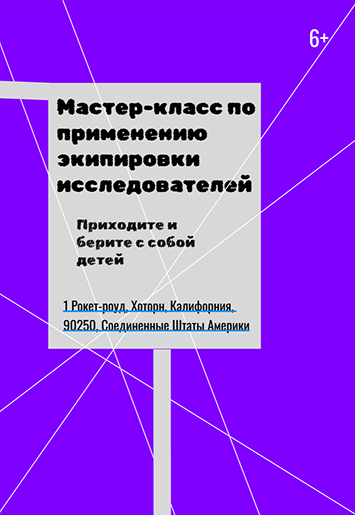 6+
Мастер-класс по
применению
экипировки
исследователей
Приходите и
берите с собой
детей
1 Рокет-роуд, Хоторн, Калифорния,
90250, Соединенные Штаты Америки